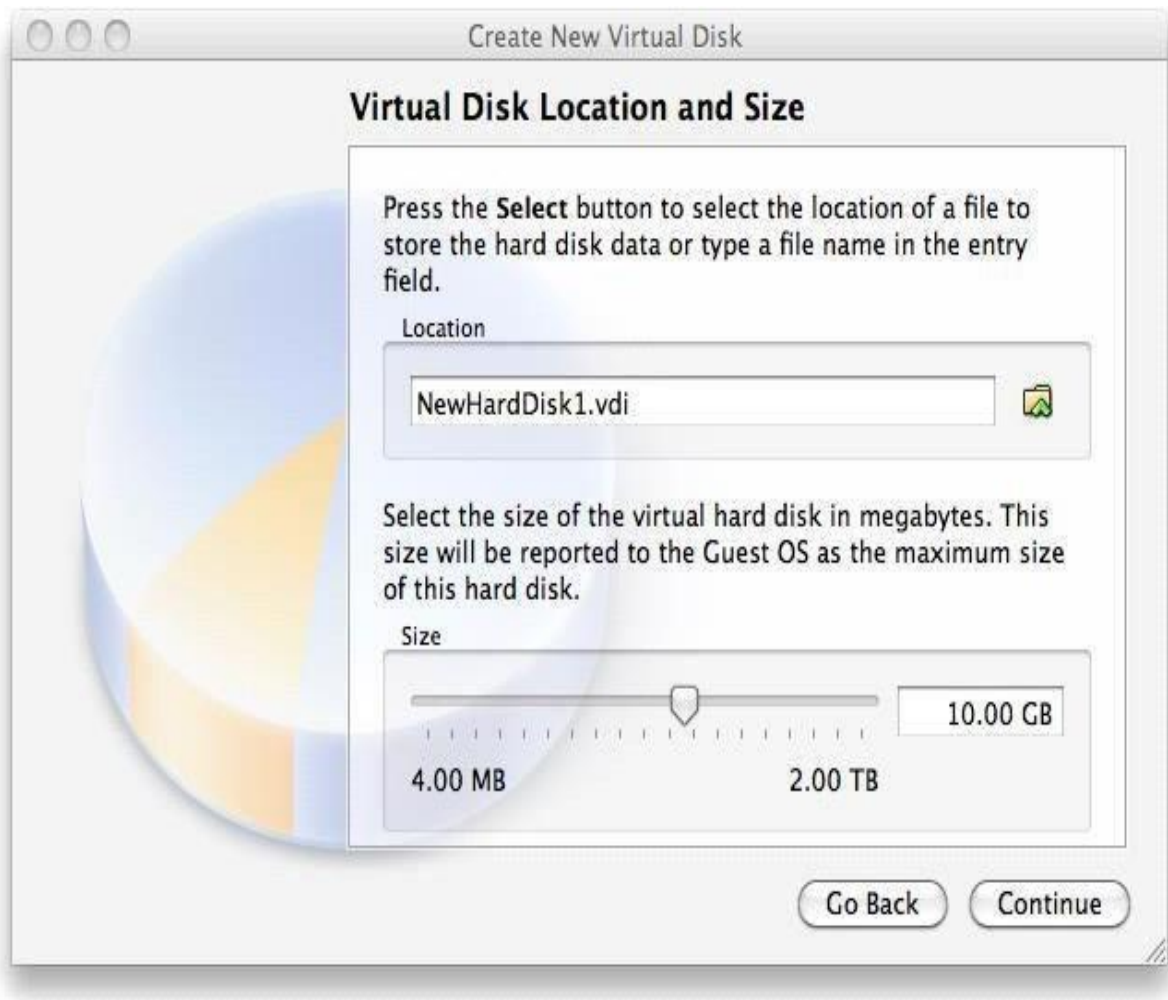 Create New Virtual Disk
Virtual Disk Location and Size
Press the Select button to select the location of a file to
store the hard disk data or type a file name in the entry
field.
Location
NewHardDisk1.vdi
Select the size of the virtual hard disk in megabytes. This
size will be reported to the Guest OS as the maximum size
of this hard disk.
Size
10.00 GB
4.00 MB 2.00 TB
Go Back Continue